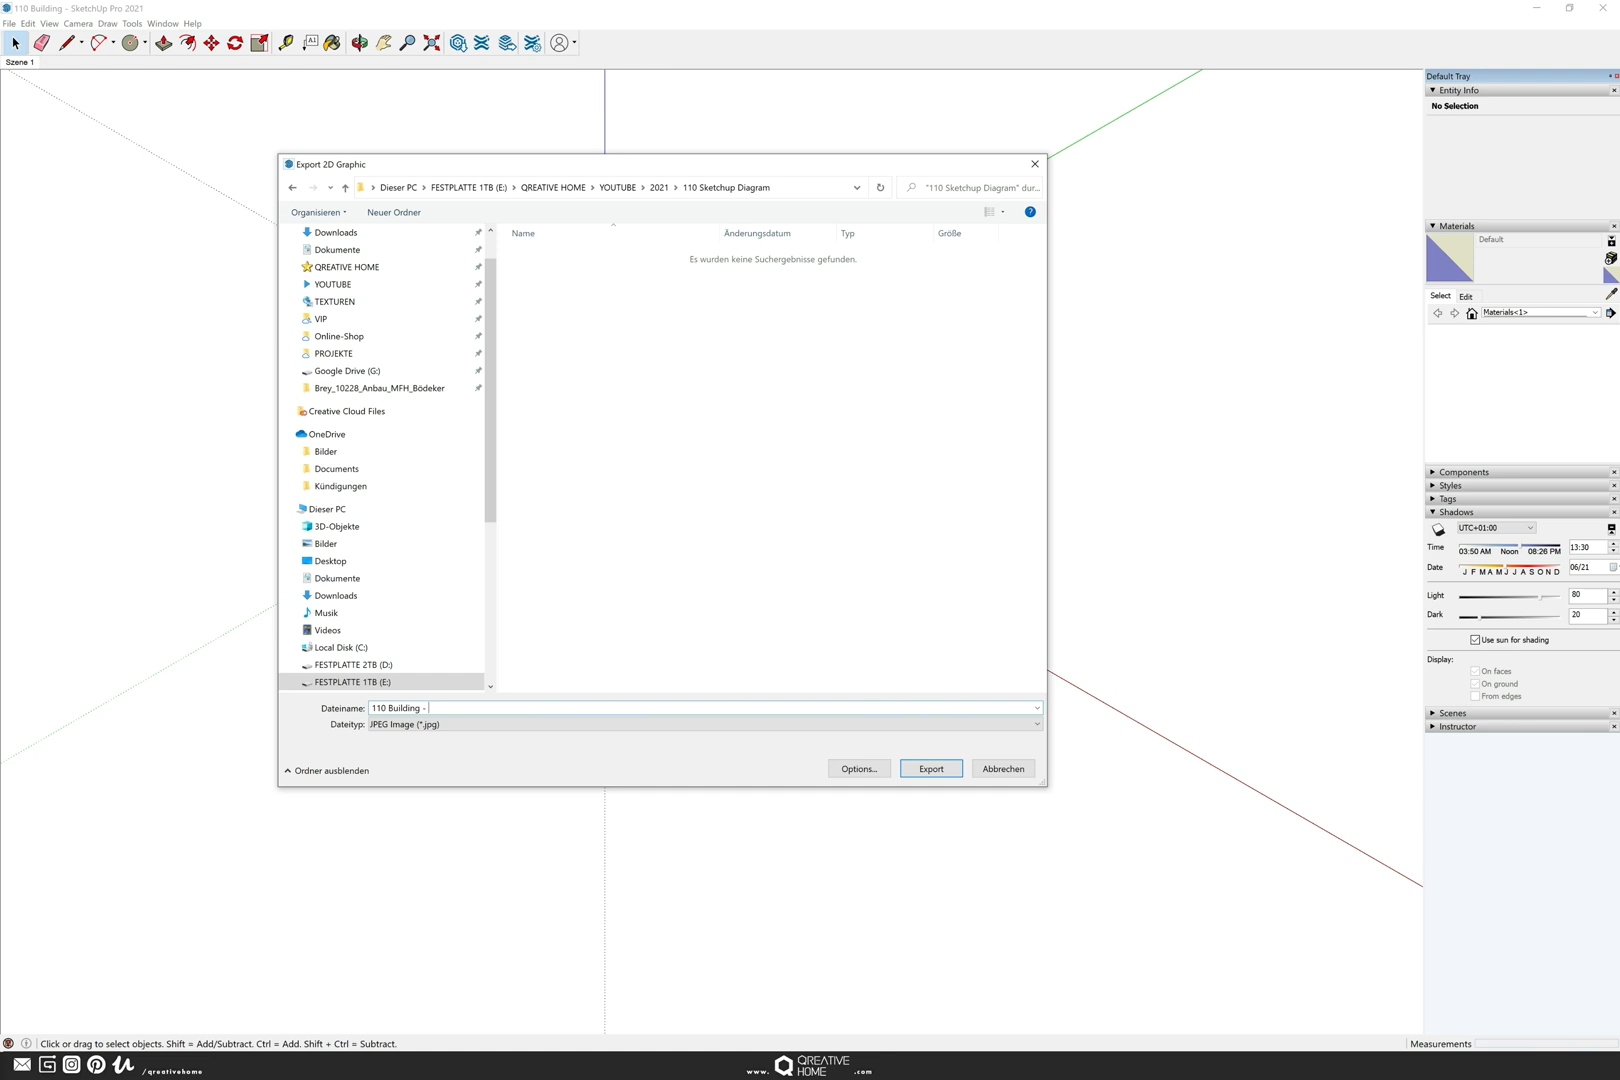 110 Building - SketchUp Pro 2021
File Edit View Camera Draw Tools Window Help
Szene 1
Default Tray
Entity Info
No Selection
Export 2D Graphic
Dieser PC > FESTPLATTE 1TB (E:) > QREATIVE HOME > YOUTUBE > 2021 > 110 Sketchup Diagram
"110 Sketchup Diagram" dur...
Organisieren
Neuer Ordner
Name
Änderungsdatum
Typ
Größe
Es wurden keine Suchergebnisse gefunden.
Downloads
Dokumente
QREATIVE HOME
YOUTUBE
TEXTUREN
VIP
Online-Shop
PROJEKTE
Google Drive (G:)
Brey_10228_Anbau_MFH_Bödeker
Creative Cloud Files
OneDrive
Bilder
Documents
Kündigungen
Dieser PC
3D-Objekte
Bilder
Desktop
Dokumente
Downloads
Musik
Videos
Local Disk (C:)
FESTPLATTE 2TB (D:)
FESTPLATTE 1TB (E:)
Dateiname: 110 Building -
Dateityp: JPEG Image (*.jpg)
Ordner ausblenden
Options...
Export
Abbrechen
Materials
Default
Select Edit
Materials<1>
Components
Styles
Tags
Shadows
UTC+01:00
Time 03:50 AM Noon 08:26 PM 13:30
Date J F M A M J J A S O N D 06/21
Light 80
Dark 20
Use sun for shading
Display:
On faces
On ground
From edges
Scenes
Instructor
Click or drag to select objects. Shift = Add/Subtract. Ctrl = Add. Shift + Ctrl = Subtract.
Measurements
/qreativehome
www. QREATIVE HOME .com